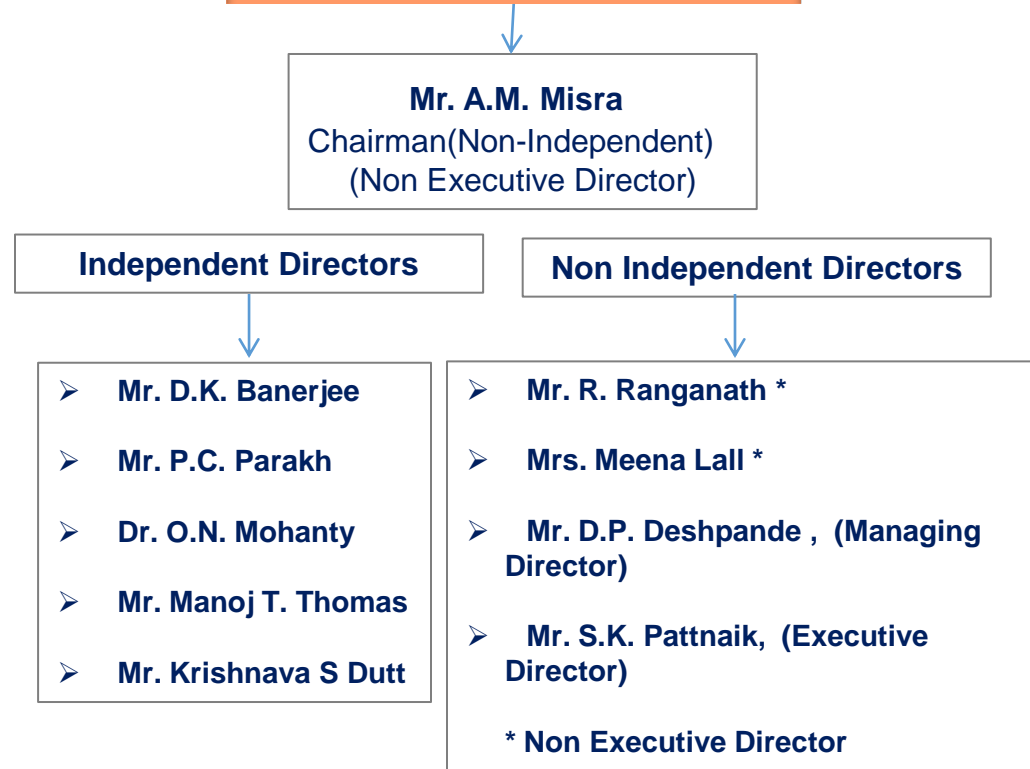 Mr. A.M. Misra
Chairman(Non-Independent)
(Non Executive Director)
Independent Directors
➢ Mr. D.K. Banerjee
➢ Mr. P.C. Parakh
➢ Dr. O.N. Mohanty
➢ Mr. Manoj T. Thomas
➢ Mr. Krishnava S Dutt
Non Independent Directors
➢ Mr. R. Ranganath *
➢ Mrs. Meena Lall *
➢ Mr. D.P. Deshpande , (Managing
Director)
➢ Mr. S.K. Pattnaik, (Executive
Director)
* Non Executive Director